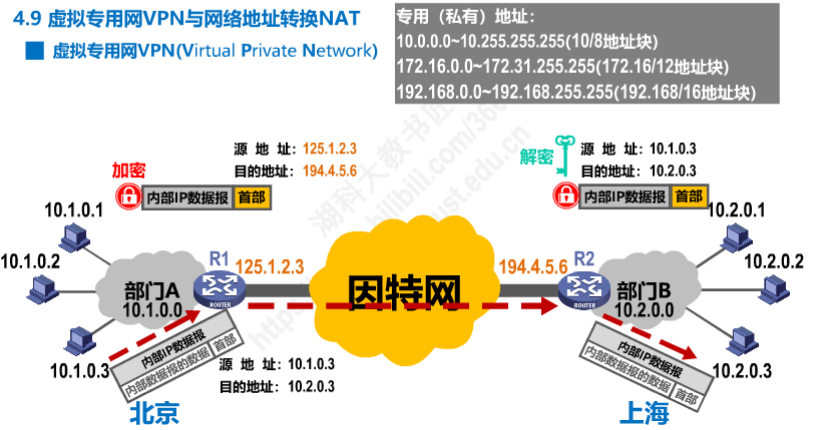 4.9 虚拟专用网VPN与网络地址转换NAT
虚拟专用网VPN(Virtual Private Network)
专用（私有）地址：
10.0.0.0~10.255.255.255(10/8地址块)
172.16.0.0~172.31.255.255(172.16/12地址块)
192.168.0.0~192.168.255.255(192.168/16地址块)
源 地 址：125.1.2.3
目的地址：194.4.5.6
加密
内部IP数据报 首部
解密
源 地 址：10.1.0.3
目的地址：10.2.0.3
内部IP数据报 首部
10.1.0.1
10.1.0.2
10.1.0.3
部门A
10.1.0.0
R1
ROUTER
125.1.2.3
因特网
194.4.5.6
R2
ROUTER
部门B
10.2.0.0
10.2.0.1
10.2.0.2
10.2.0.3
内部IP数据报
内部数据报的数据 首部
源 地 址：10.1.0.3
目的地址：10.2.0.3
内部IP数据报
内部数据报的数据 首部
北京
上海
湖科大教书匠